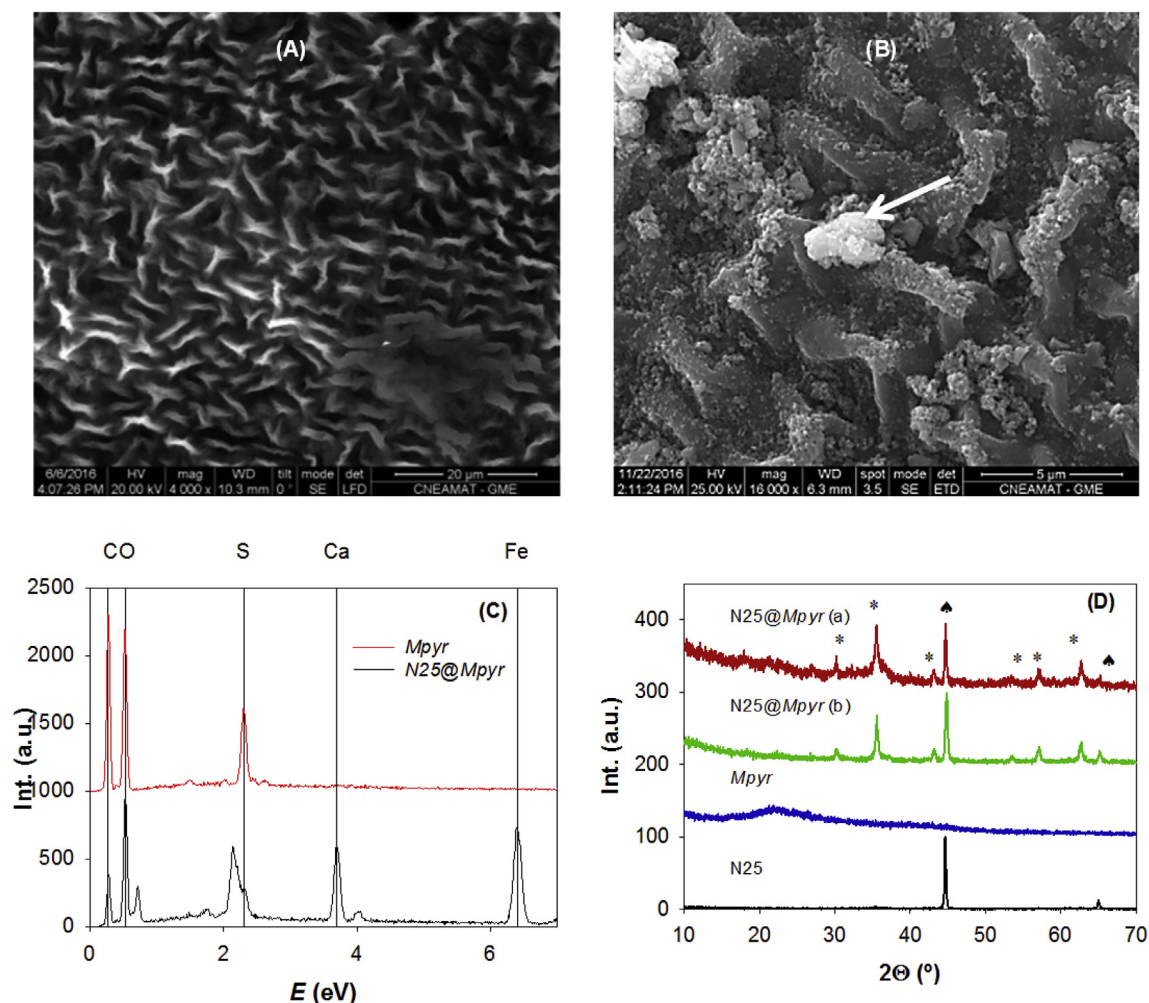 (A)
6/6/2016 HV mag WD tilt mode det 20 µm
4:07:26 PM 20.00 kV 4 000 x 10.3 mm 0 ° SE LFD CNEAMAT - GME
(B)
11/22/2016 HV mag WD spot mode det 5 µm
2:11:24 PM 25.00 kV 16 000 x 6.3 mm 3.5 SE ETD CNEAMAT - GME
C O S Ca Fe
(C)
Mpyr
N25@Mpyr
2500
2000
1500
1000
500
0
Int. (a.u.)
0 2 4 6
E (eV)
(D)
N25@Mpyr (a)
* * * ♠ * * * ♠
N25@Mpyr (b)
Mpyr
N25
400
300
200
100
0
Int. (a.u.)
10 20 30 40 50 60 70
2Θ (º)